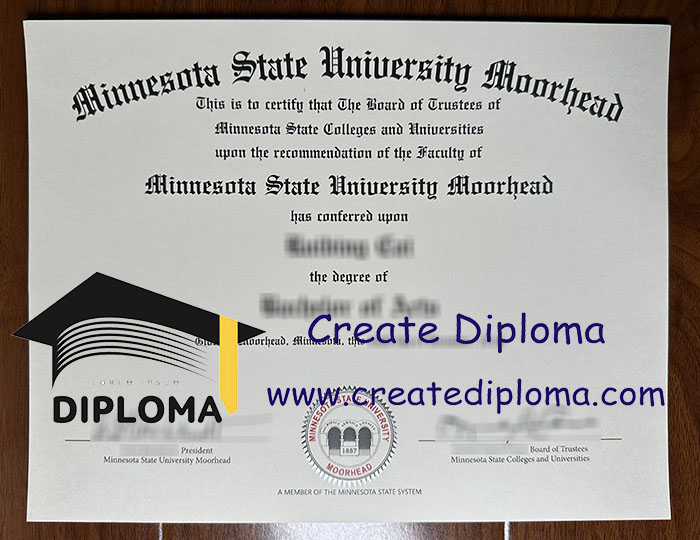 Minnesota State University Moorhead
This is to certify that The Board of Trustees of
Minnesota State Colleges and Universities
upon the recommendation of the Faculty of
Minnesota State University Moorhead
has conferred upon
the degree of
Moorhead, Minnesota, this
Create Diploma
www.creatediploma.com
LOREM IPSUM
DIPLOMA
President
Minnesota State University Moorhead
MINNESOTA STATE UNIVERSITY
1887
MOORHEAD
Board of Trustees
Minnesota State Colleges and Universities
A MEMBER OF THE MINNESOTA STATE SYSTEM